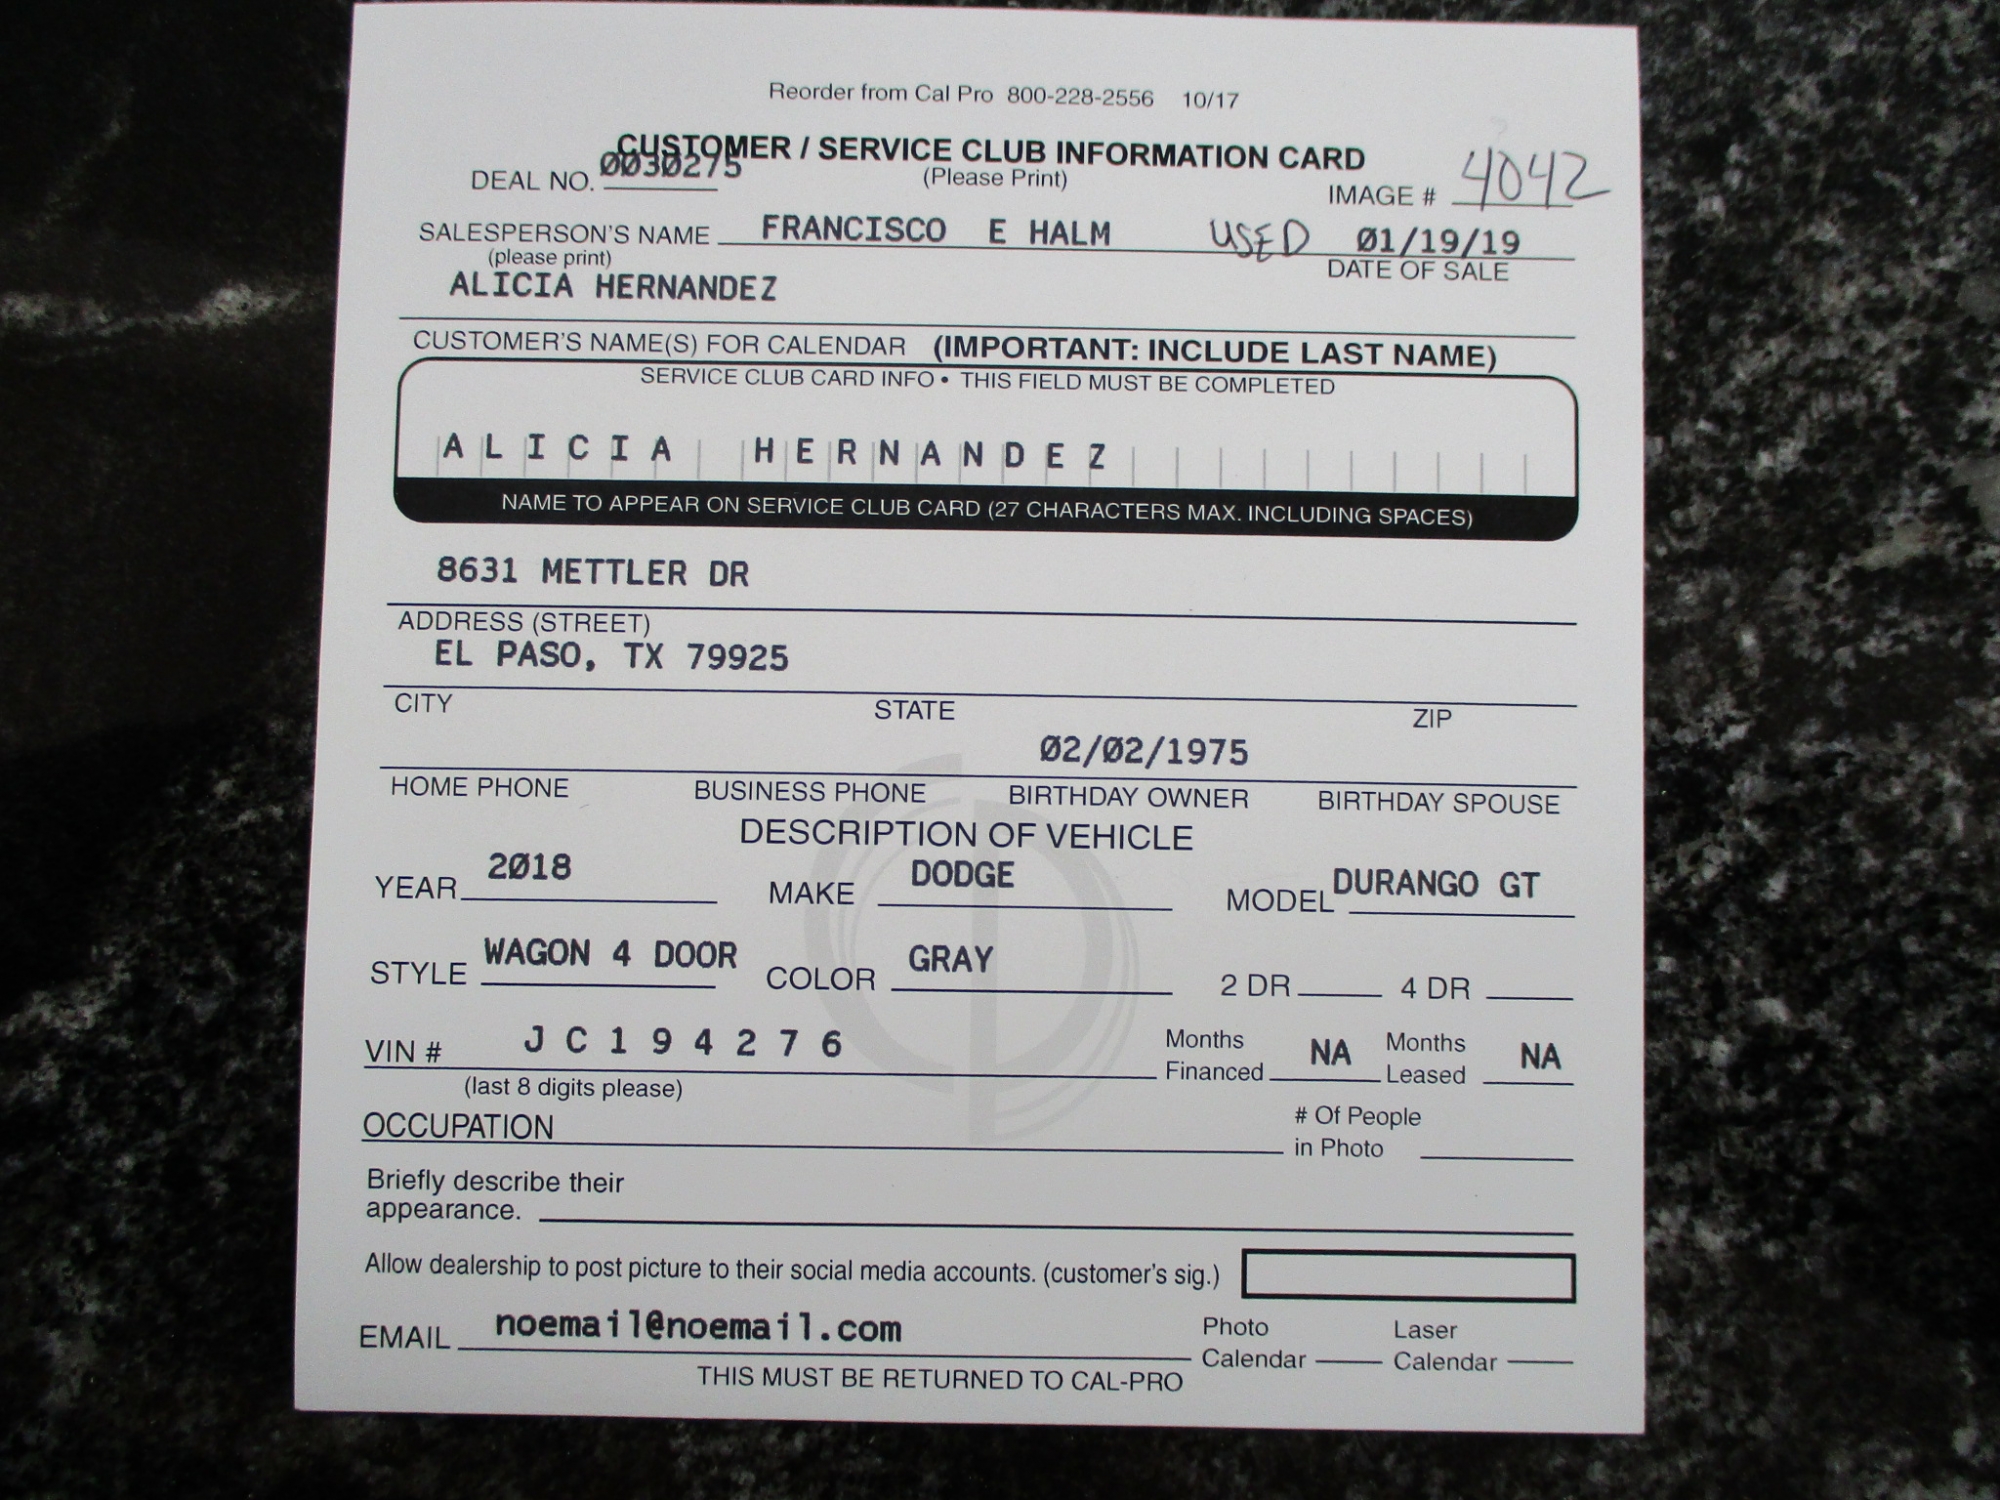 Reorder from Cal Pro 800-228-2556 10/17
CUSTOMER / SERVICE CLUB INFORMATION CARD
DEAL NO. 0030275 (Please Print) IMAGE # 4042
SALESPERSON'S NAME FRANCISCO E HALM USED 01/19/19
(please print) DATE OF SALE
ALICIA HERNANDEZ
CUSTOMER'S NAME(S) FOR CALENDAR (IMPORTANT: INCLUDE LAST NAME)
SERVICE CLUB CARD INFO • THIS FIELD MUST BE COMPLETED
ALICIA HERNANDEZ
NAME TO APPEAR ON SERVICE CLUB CARD (27 CHARACTERS MAX. INCLUDING SPACES)
8631 METTLER DR
ADDRESS (STREET)
EL PASO, TX 79925
CITY STATE ZIP
02/02/1975
HOME PHONE BUSINESS PHONE BIRTHDAY OWNER BIRTHDAY SPOUSE
DESCRIPTION OF VEHICLE
YEAR 2018 MAKE DODGE MODEL DURANGO GT
STYLE WAGON 4 DOOR COLOR GRAY 2 DR 4 DR
VIN # JC194276 Months Financed NA Months Leased NA
(last 8 digits please)
OCCUPATION # Of People in Photo
Briefly describe their
appearance.
Allow dealership to post picture to their social media accounts. (customer's sig.)
EMAIL noemail@noemail.com Photo Calendar Laser Calendar
THIS MUST BE RETURNED TO CAL-PRO